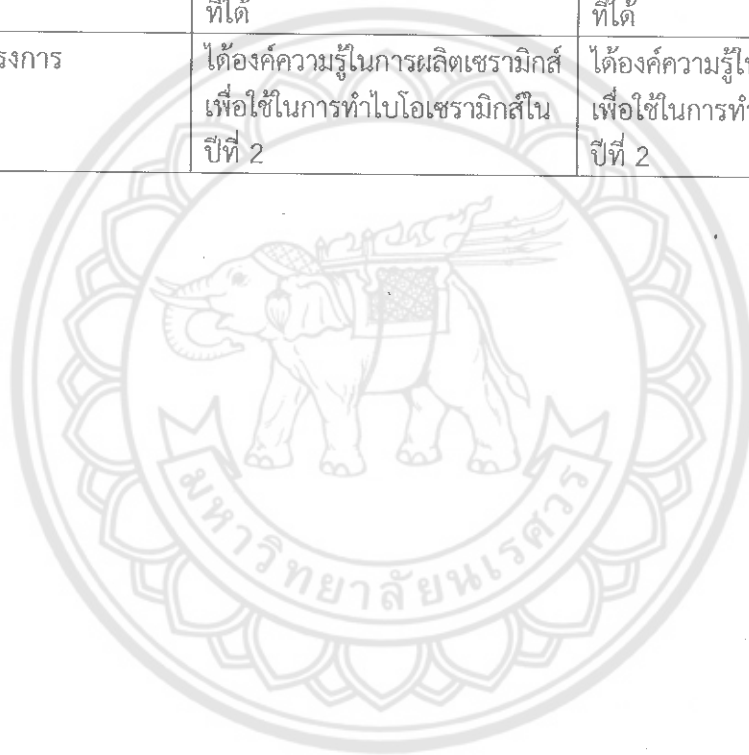 ที่ได้ ที่ได้
รงการ ได้องค์ความรู้ในการผลิตเซรามิกส์ ได้องค์ความรู้ใ
เพื่อใช้ในการทำไบโอเซรามิกส์ใน เพื่อใช้ในการทำ
ปีที่ 2 ปีที่ 2
มหาวิทยาลัยนเรศวร